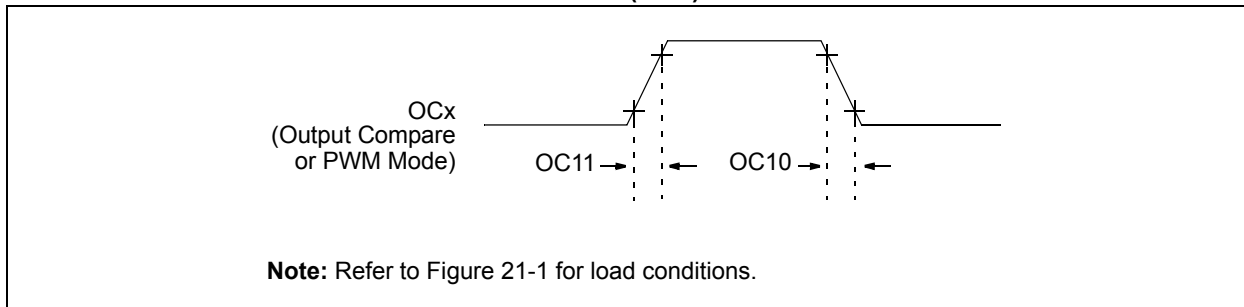 OCx
(Output Compare
or PWM Mode)
OC11
OC10
Note: Refer to Figure 21-1 for load conditions.